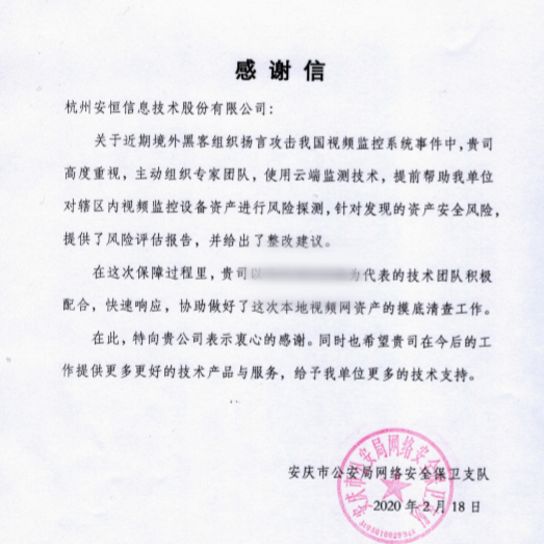 感谢信
杭州安恒信息技术股份有限公司：
关于近期境外黑客组织扬言攻击我国视频监控系统事件中，贵司
高度重视，主动组织专家团队，使用云端监测技术，提前帮助我单位
对辖区内视频监控设备资产进行风险探测，针对发现的资产安全风险，
提供了风险评估报告，并给出了整改建议。
在这次保障过程里，贵司以为代表的技术团队积极
配合，快速响应，协助做好了这次本地视频网资产的摸底清查工作。
在此，特向贵公司表示衷心的感谢。同时也希望贵司在今后的工
作提供更多更好的技术产品与服务，给予我单位更多的技术支持。
安庆市公安局网络安全保卫支队
2020年2月18日
安庆市公安局网络安全保卫支队